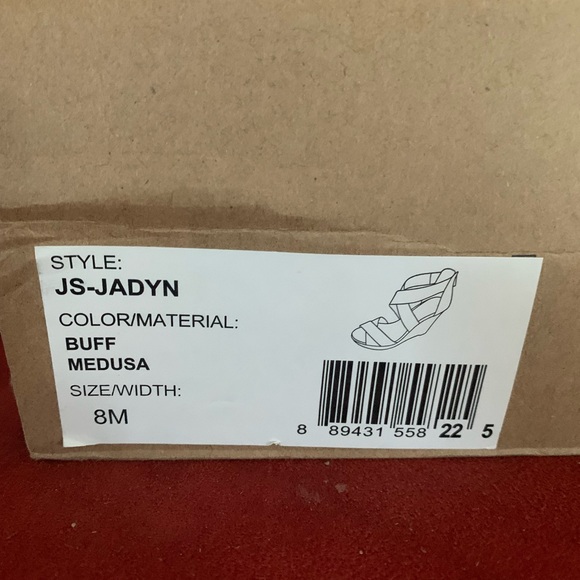 STYLE:
JS-JADYN
COLOR/MATERIAL:
BUFF
MEDUSA
SIZE/WIDTH:
8M
8 89431 558 22 5